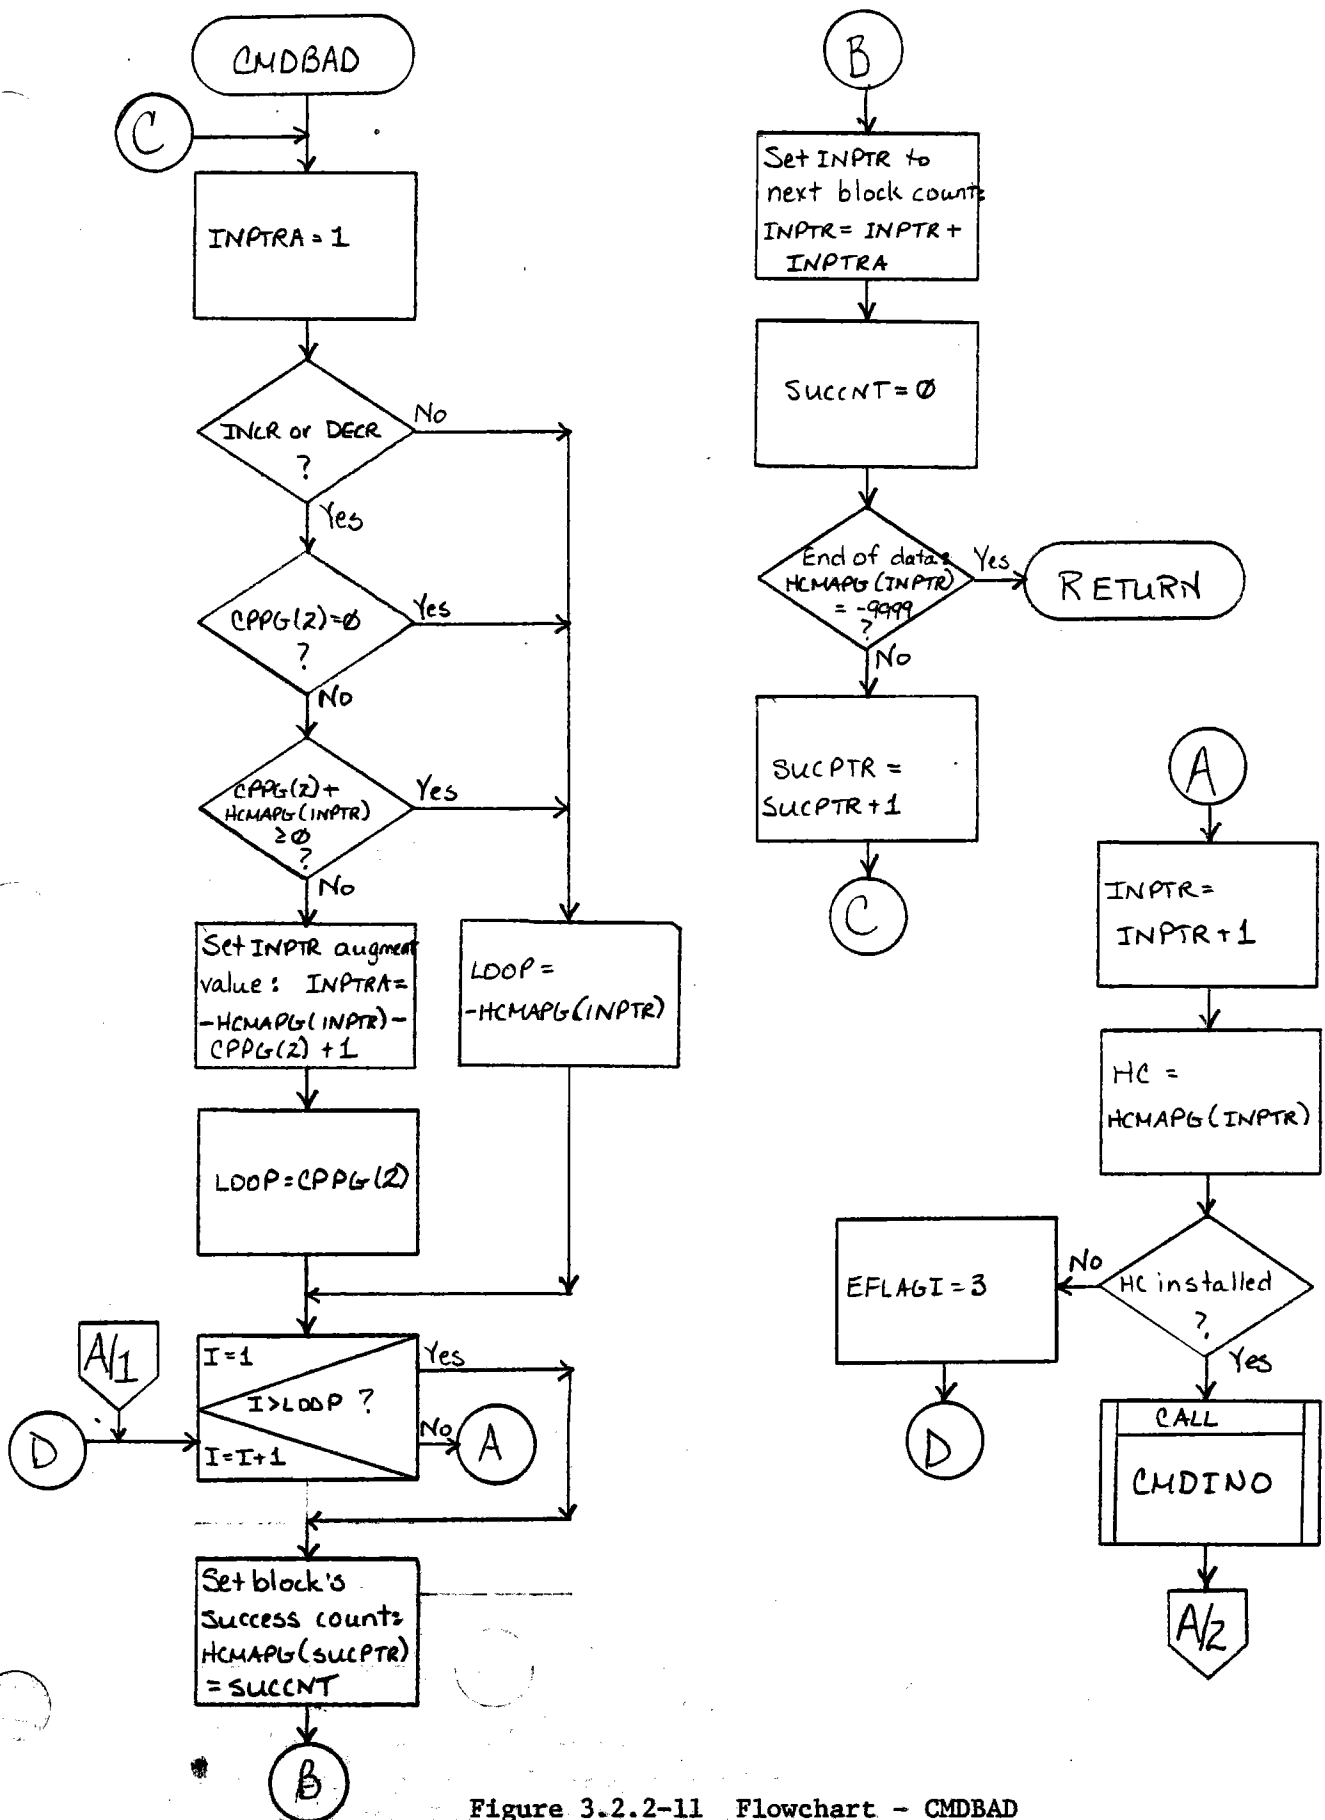 CMDBAD
C
INPTRA = 1
INCR or DECR
?
No
Yes
CPPG(2)=Ø
?
Yes
No
CPPG(2)+
HCMAPG(INPTR)
≥Ø
?
Yes
No
Set INPTR augment
value: INPTRA=
-HCMAPG(INPTR)-
CPPG(2)+1
LOOP =
-HCMAPG(INPTR)
LOOP=CPPG(2)
A/1
D
I=1
I>LOOP ?
I=I+1
Yes
No
A
Set block's
success count:
HCMAPG(SUCPTR)
= SUCCNT
B
B
Set INPTR to
next block count:
INPTR = INPTR +
INPTRA
SUCCNT = Ø
End of data:
HCMAPG(INPTR)
= -9999
?
Yes
RETURN
No
SUCPTR =
SUCPTR+1
C
A
INPTR =
INPTR+1
HC =
HCMAPG(INPTR)
HC installed
?
No
EFLAGI = 3
D
Yes
CALL
CMDINO
A/2
Figure 3.2.2-11 Flowchart - CMDBAD